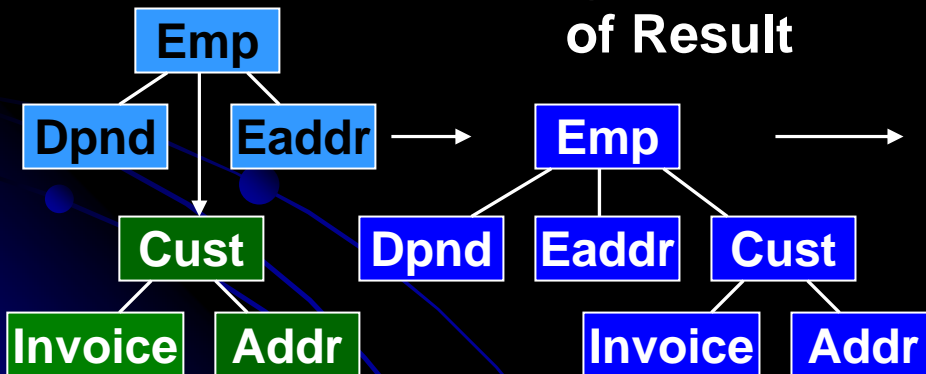 of Result
Emp
Dpnd
Eaddr
Cust
Invoice
Addr
Emp
Dpnd
Eaddr
Cust
Invoice
Addr